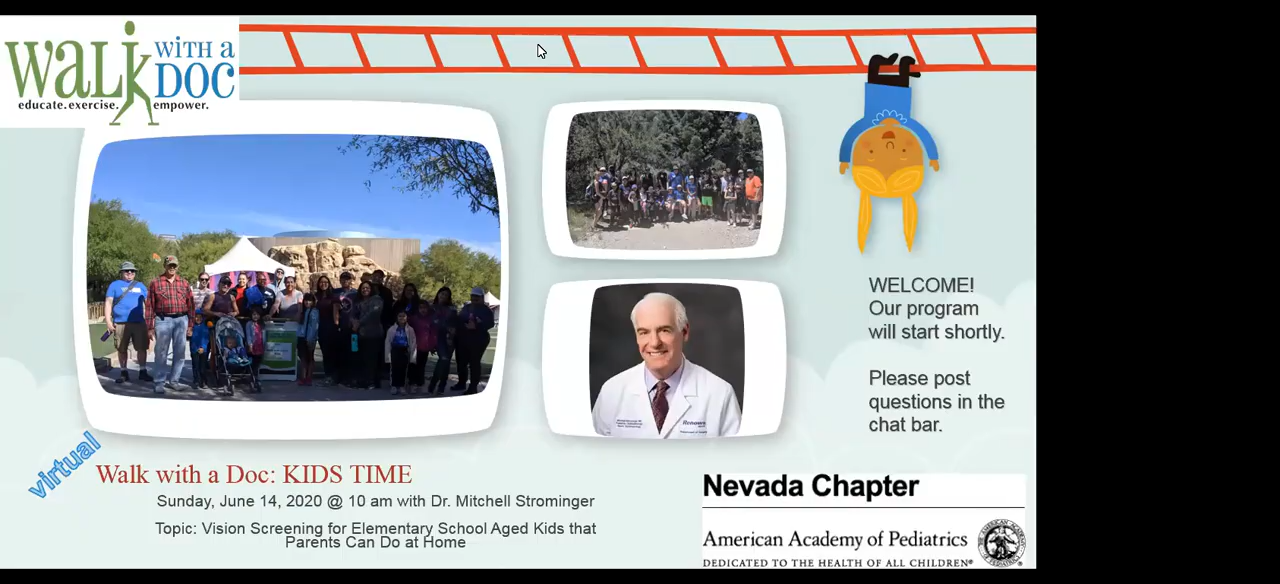 WALK WITH A DOC
educate.exercise. empower.
WELCOME!
Our program
will start shortly.
Please post
questions in the
chat bar.
virtual
Walk with a Doc: KIDS TIME
Sunday, June 14, 2020 @ 10 am with Dr. Mitchell Strominger
Topic: Vision Screening for Elementary School Aged Kids that
Parents Can Do at Home
Nevada Chapter
American Academy of Pediatrics
DEDICATED TO THE HEALTH OF ALL CHILDREN®